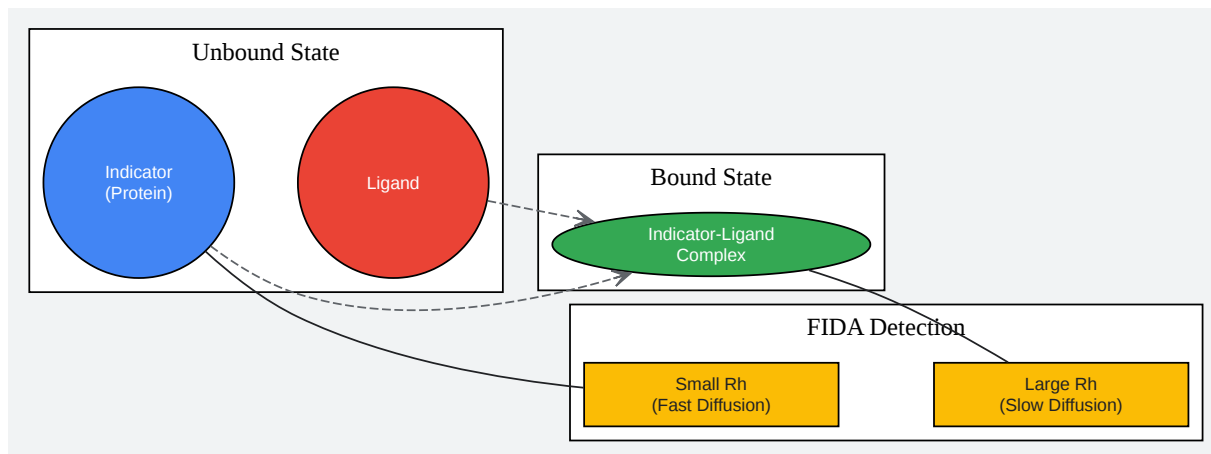 Unbound State
Indicator
(Protein)
Ligand
Bound State
Indicator-Ligand
Complex
FIDA Detection
Small Rh
(Fast Diffusion)
Large Rh
(Slow Diffusion)